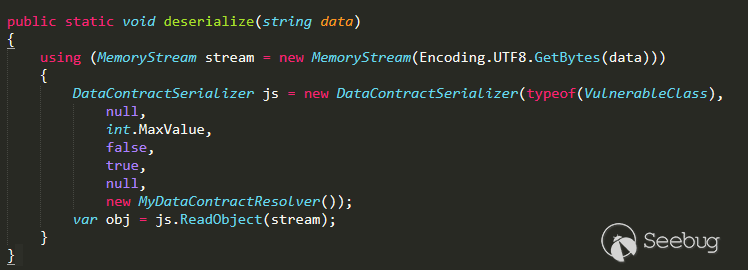 public static void deserialize(string data)
{
using (MemoryStream stream = new MemoryStream(Encoding.UTF8.GetBytes(data)))
{
DataContractSerializer js = new DataContractSerializer(typeof(VulnerableClass),
null,
int.MaxValue,
false,
true,
null,
new MyDataContractResolver());
var obj = js.ReadObject(stream);
}
}
Seebug